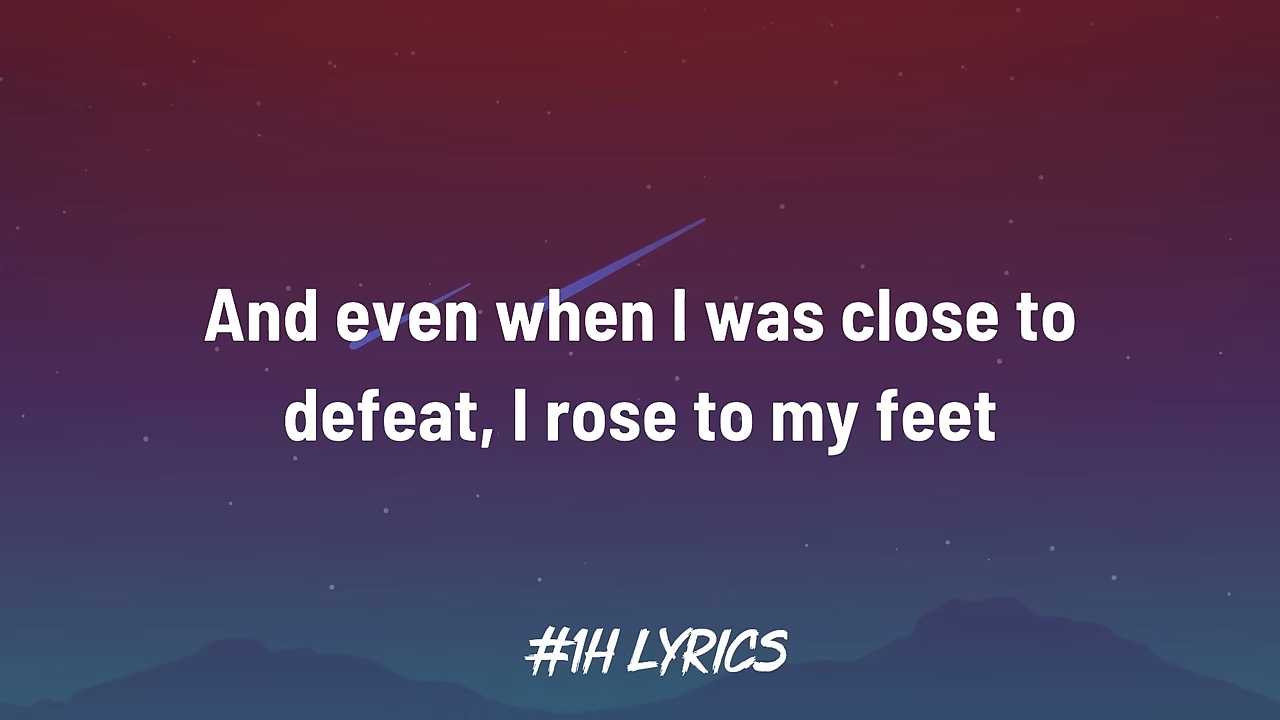 And even when I was close to
defeat, I rose to my feet
#1H LYRICS